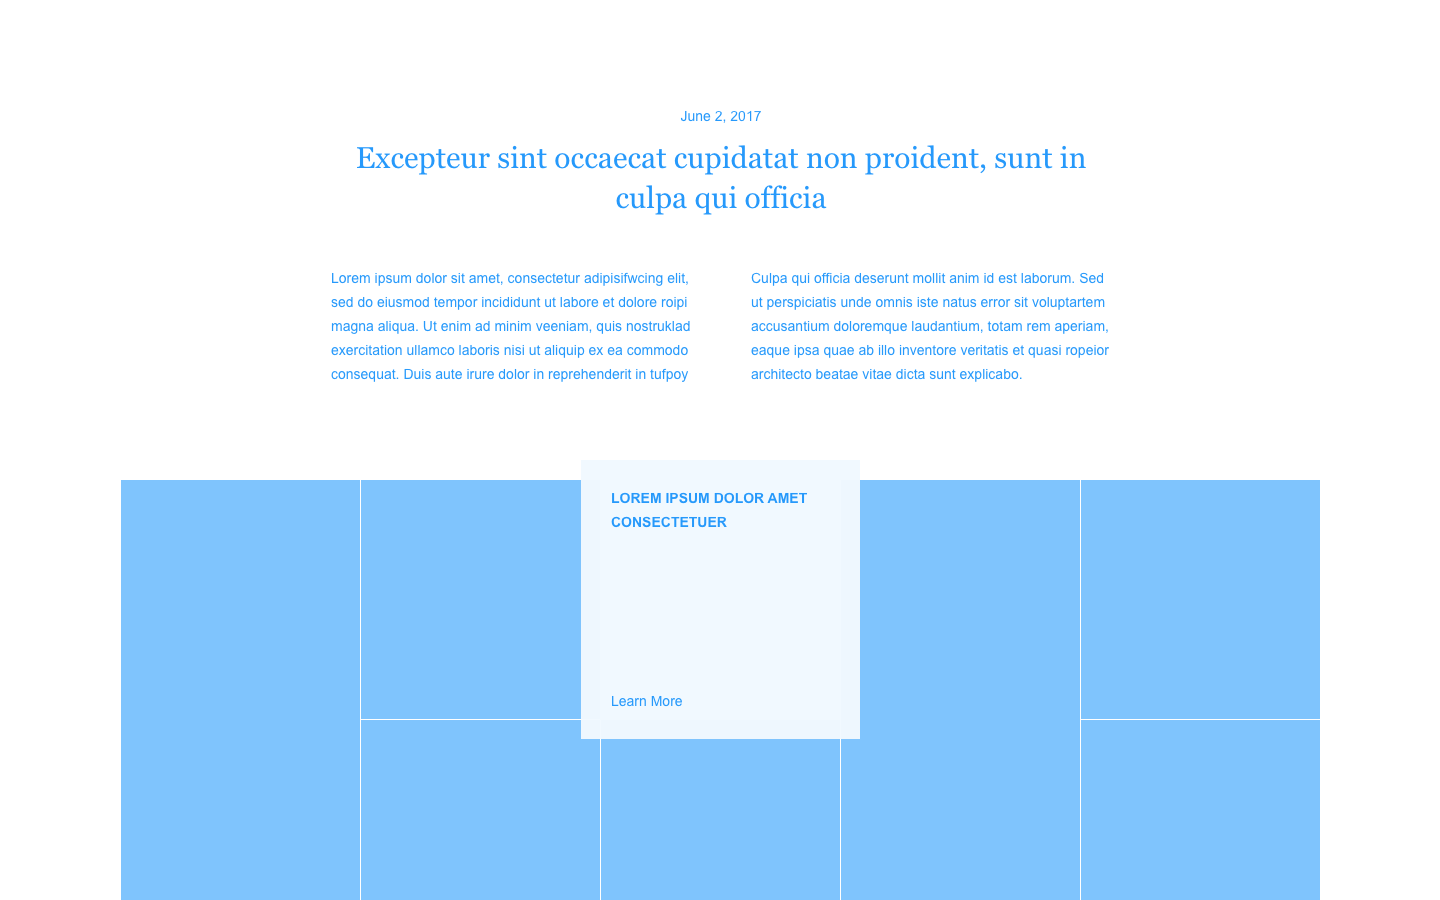 June 2, 2017
Excepteur sint occaecat cupidatat non proident, sunt in
culpa qui officia
Lorem ipsum dolor sit amet, consectetur adipisifwcing elit,
sed do eiusmod tempor incididunt ut labore et dolore roipi
magna aliqua. Ut enim ad minim veeniam, quis nostruklad
exercitation ullamco laboris nisi ut aliquip ex ea commodo
consequat. Duis aute irure dolor in reprehenderit in tufpoy
Culpa qui officia deserunt mollit anim id est laborum. Sed
ut perspiciatis unde omnis iste natus error sit voluptartem
accusantium doloremque laudantium, totam rem aperiam,
eaque ipsa quae ab illo inventore veritatis et quasi ropeior
architecto beatae vitae dicta sunt explicabo.
LOREM IPSUM DOLOR AMET
CONSECTETUER
Learn More